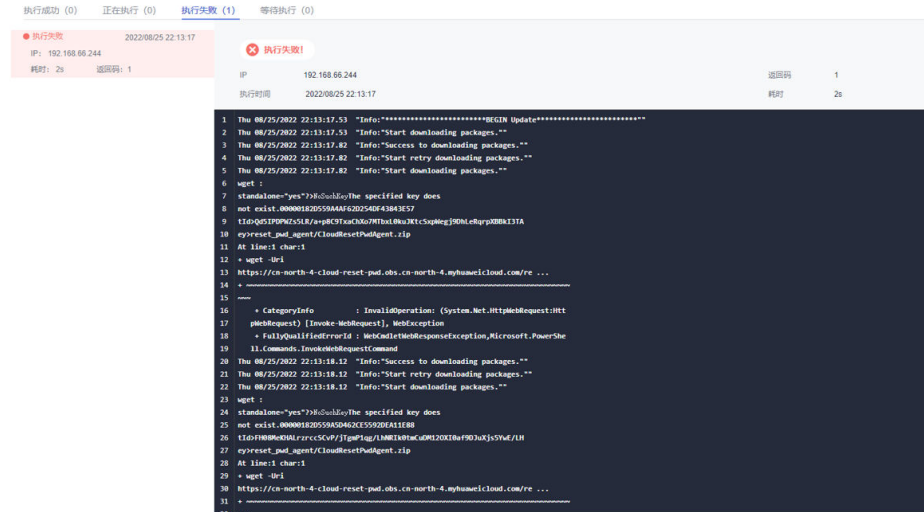 执行成功（0） 正在执行（0） 执行失败（1） 等待执行（0）
执行失败 2022/08/25 22:13:17
IP: 192.168.66.244
耗时: 2s 返回码: 1
执行失败!
IP 192.168.66.244 返回码 1
执行时间 2022/08/25 22:13:17 耗时 2s
1 Thu 08/25/2022 22:13:17.53 "Info:"************************BEGIN Update************************""
2 Thu 08/25/2022 22:13:17.53 "Info:"Start downloading packages.""
3 Thu 08/25/2022 22:13:17.82 "Info:"Success to downloading packages.""
4 Thu 08/25/2022 22:13:17.82 "Info:"Start retry downloading packages.""
5 Thu 08/25/2022 22:13:17.82 "Info:"Start downloading packages.""
6 wget :
7 standalone="yes"?>NoSuchKeyThe specified key does
8 not exist.00000182D559A4AF62D254DF43843E57
9 tId>Qd5IPDPWZs5LR/a+p8C9TxaChXo7MTbxL0kuJKtcSxpWegj9DhLeRqrpXBBkI3TA
10 ey>reset_pwd_agent/CloudResetPwdAgent.zip
11 At line:1 char:1
12 + wget -Uri
13 https://cn-north-4-cloud-reset-pwd.obs.cn-north-4.myhuaweicloud.com/re ...
14 + ~~~~~~~~~~~~~~~~~~~~~~~~~~~~~~~~~~~~~~~~~~~~~~~~~~~~~~~~~~~~~~~~~~~~~~~~~~
15 ~~~
16 + CategoryInfo : InvalidOperation: (System.Net.HttpWebRequest:Htt
17 pWebRequest) [Invoke-WebRequest], WebException
18 + FullyQualifiedErrorId : WebCmdletWebResponseException,Microsoft.PowerShe
19 ll.Commands.InvokeWebRequestCommand
20 Thu 08/25/2022 22:13:18.12 "Info:"Success to downloading packages.""
21 Thu 08/25/2022 22:13:18.12 "Info:"Start retry downloading packages.""
22 Thu 08/25/2022 22:13:18.12 "Info:"Start downloading packages.""
23 wget :
24 standalone="yes"?>NoSuchKeyThe specified key does
25 not exist.00000182D559A5D462CE5592DEA11E88
26 tId>FH08MeKHALrzrcc5CvP/jTgmP1qg/LhNRIk0tmCuDM12OXI0af9DJuXjs5YwE/LH
27 ey>reset_pwd_agent/CloudResetPwdAgent.zip
28 At line:1 char:1
29 + wget -Uri
30 https://cn-north-4-cloud-reset-pwd.obs.cn-north-4.myhuaweicloud.com/re ...
31 + ~~~~~~~~~~~~~~~~~~~~~~~~~~~~~~~~~~~~~~~~~~~~~~~~~~~~~~~~~~~~~~~~~~~~~~~~~~